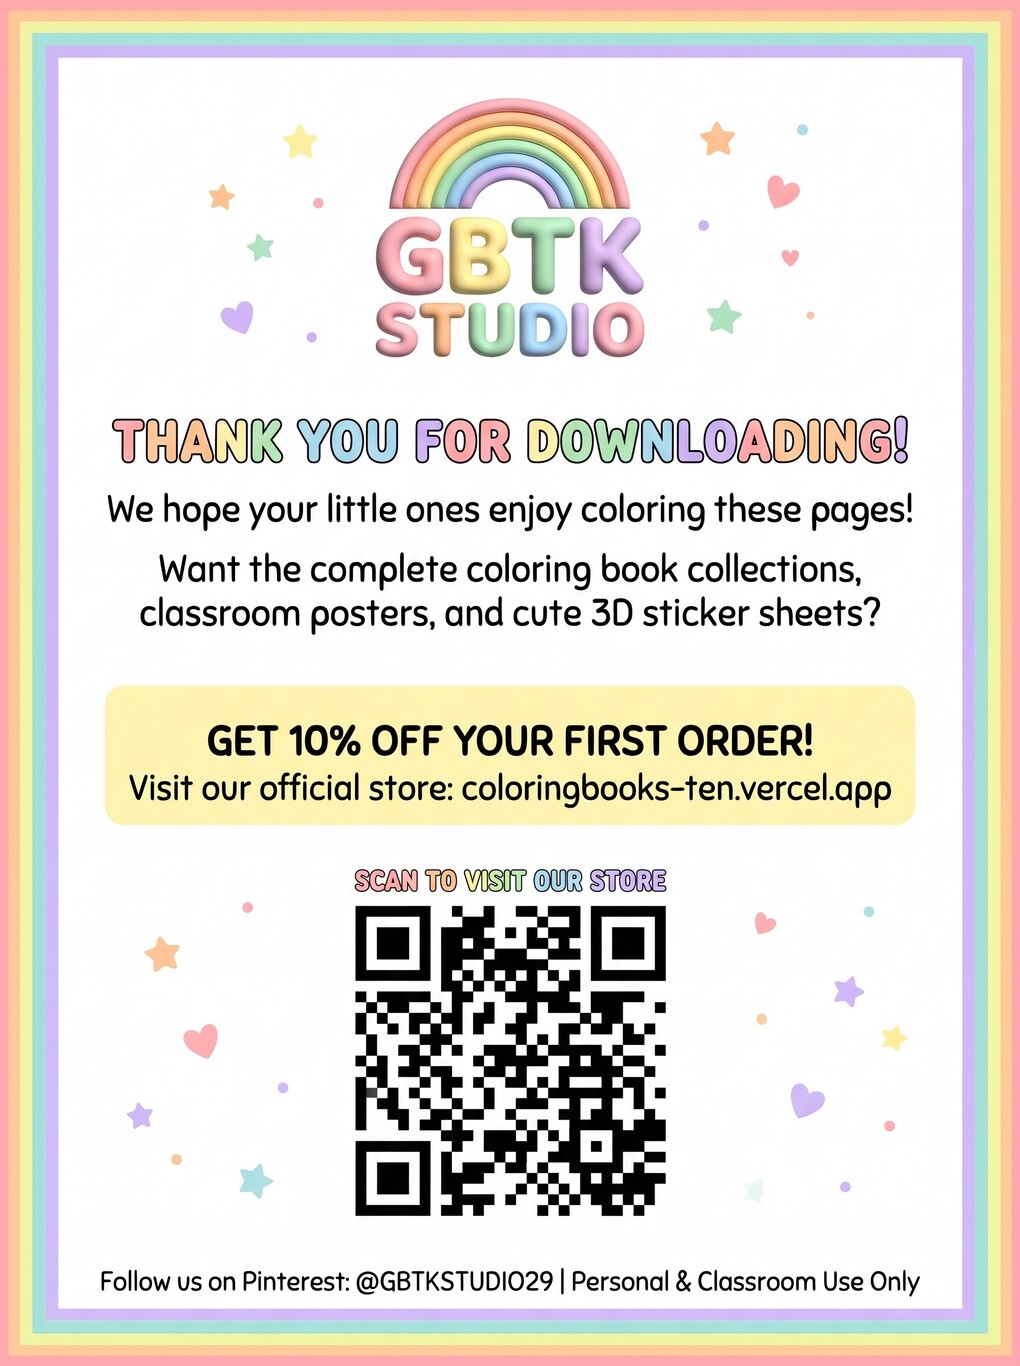 GBTK
STUDIO
THANK YOU FOR DOWNLOADING!
We hope your little ones enjoy coloring these pages!
Want the complete coloring book collections,
classroom posters, and cute 3D sticker sheets?
GET 10% OFF YOUR FIRST ORDER!
Visit our official store: coloringbooks-ten.vercel.app
SCAN TO VISIT OUR STORE
Follow us on Pinterest: @GBTKSTUDIO29 | Personal & Classroom Use Only